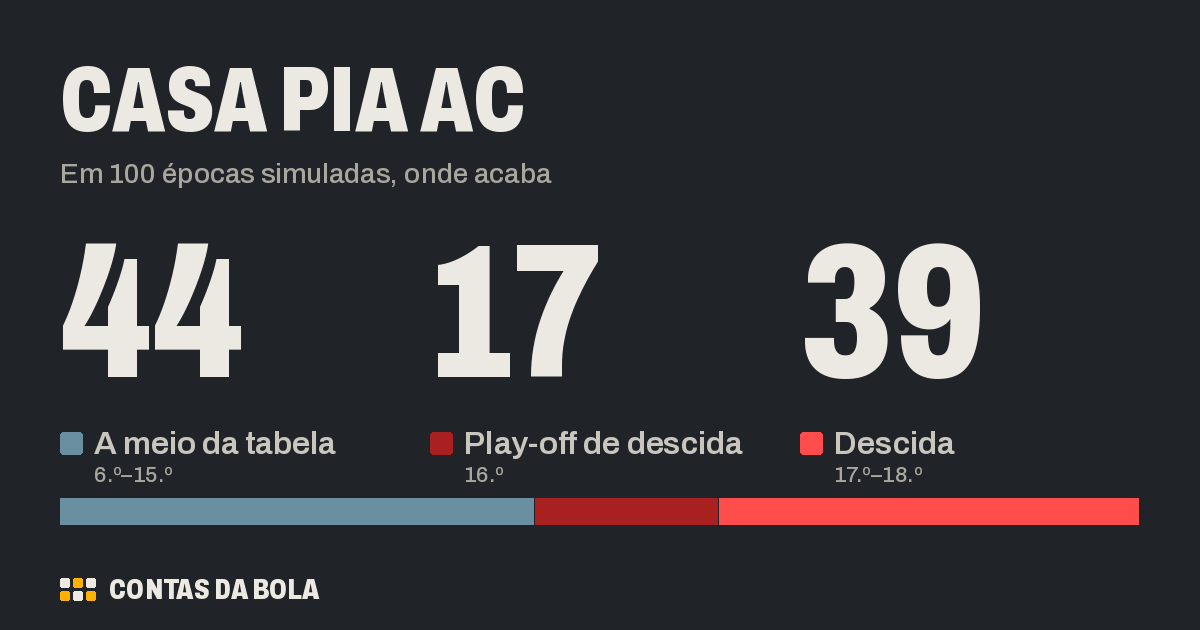 CASA PIA AC
Em 100 épocas simuladas, onde acaba
44 17 39
A meio da tabela Play-off de descida Descida
6.º–15.º 16.º 17.º–18.º
CONTAS DA BOLA